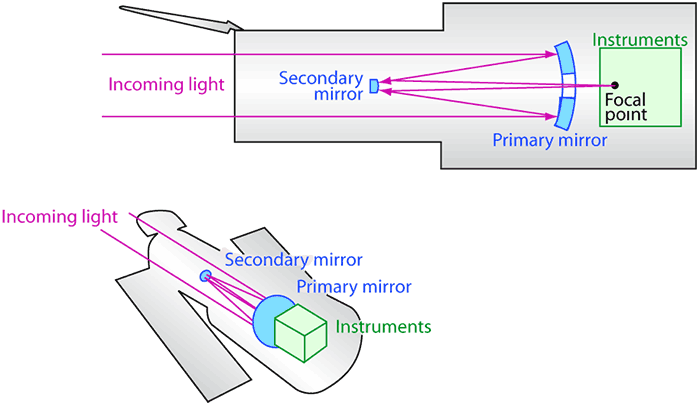 Instruments
Incoming light
Secondary
mirror
Focal
point
Primary mirror
Incoming light
Secondary mirror
Primary mirror
Instruments